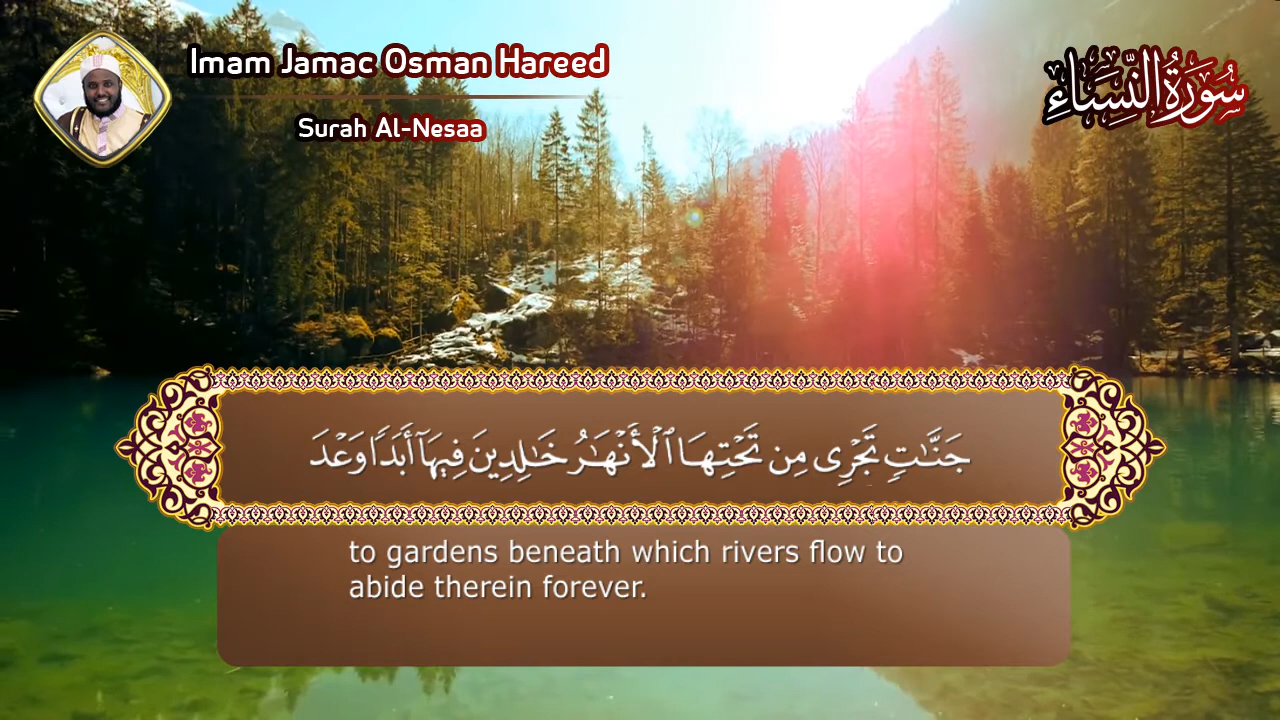 Imam Jamac Osman Hareed
سُورَةُ النِّسَاءِ
Surah Al-Nesaa
جَنَّٰتٍ تَجْرِى مِن تَحْتِهَا ٱلْأَنْهَٰرُ خَٰلِدِينَ فِيهَآ أَبَدًا وَعْدَ
to gardens beneath which rivers flow to
abide therein forever.